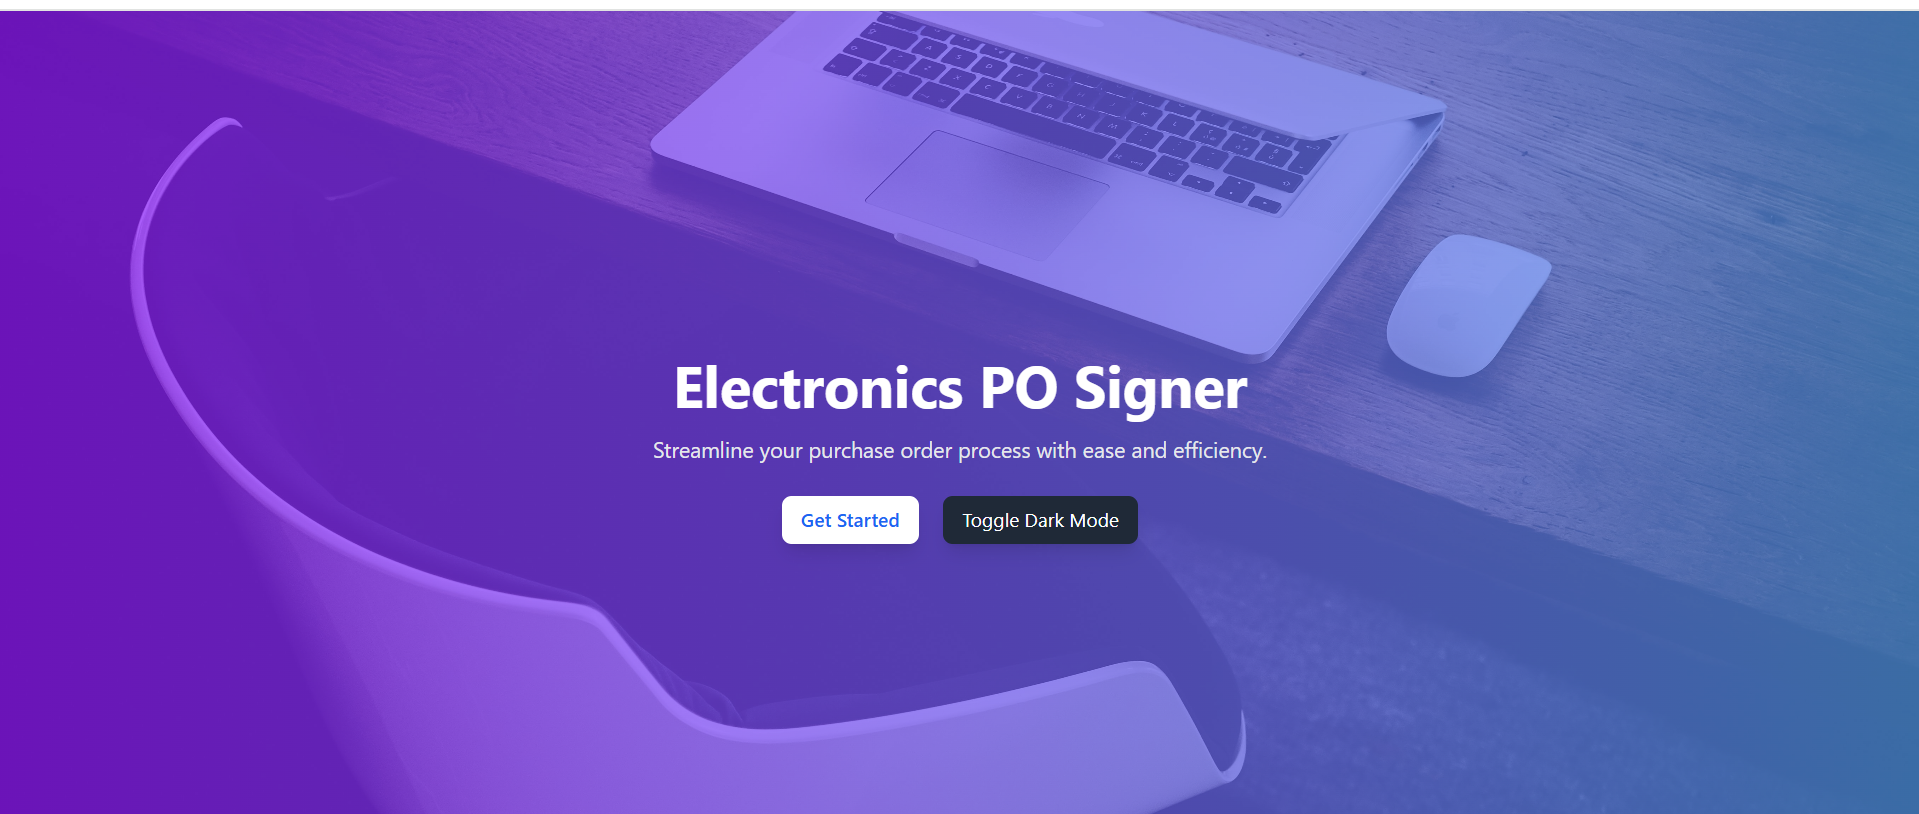 Electronics PO Signer
Streamline your purchase order process with ease and efficiency.
Get Started
Toggle Dark Mode